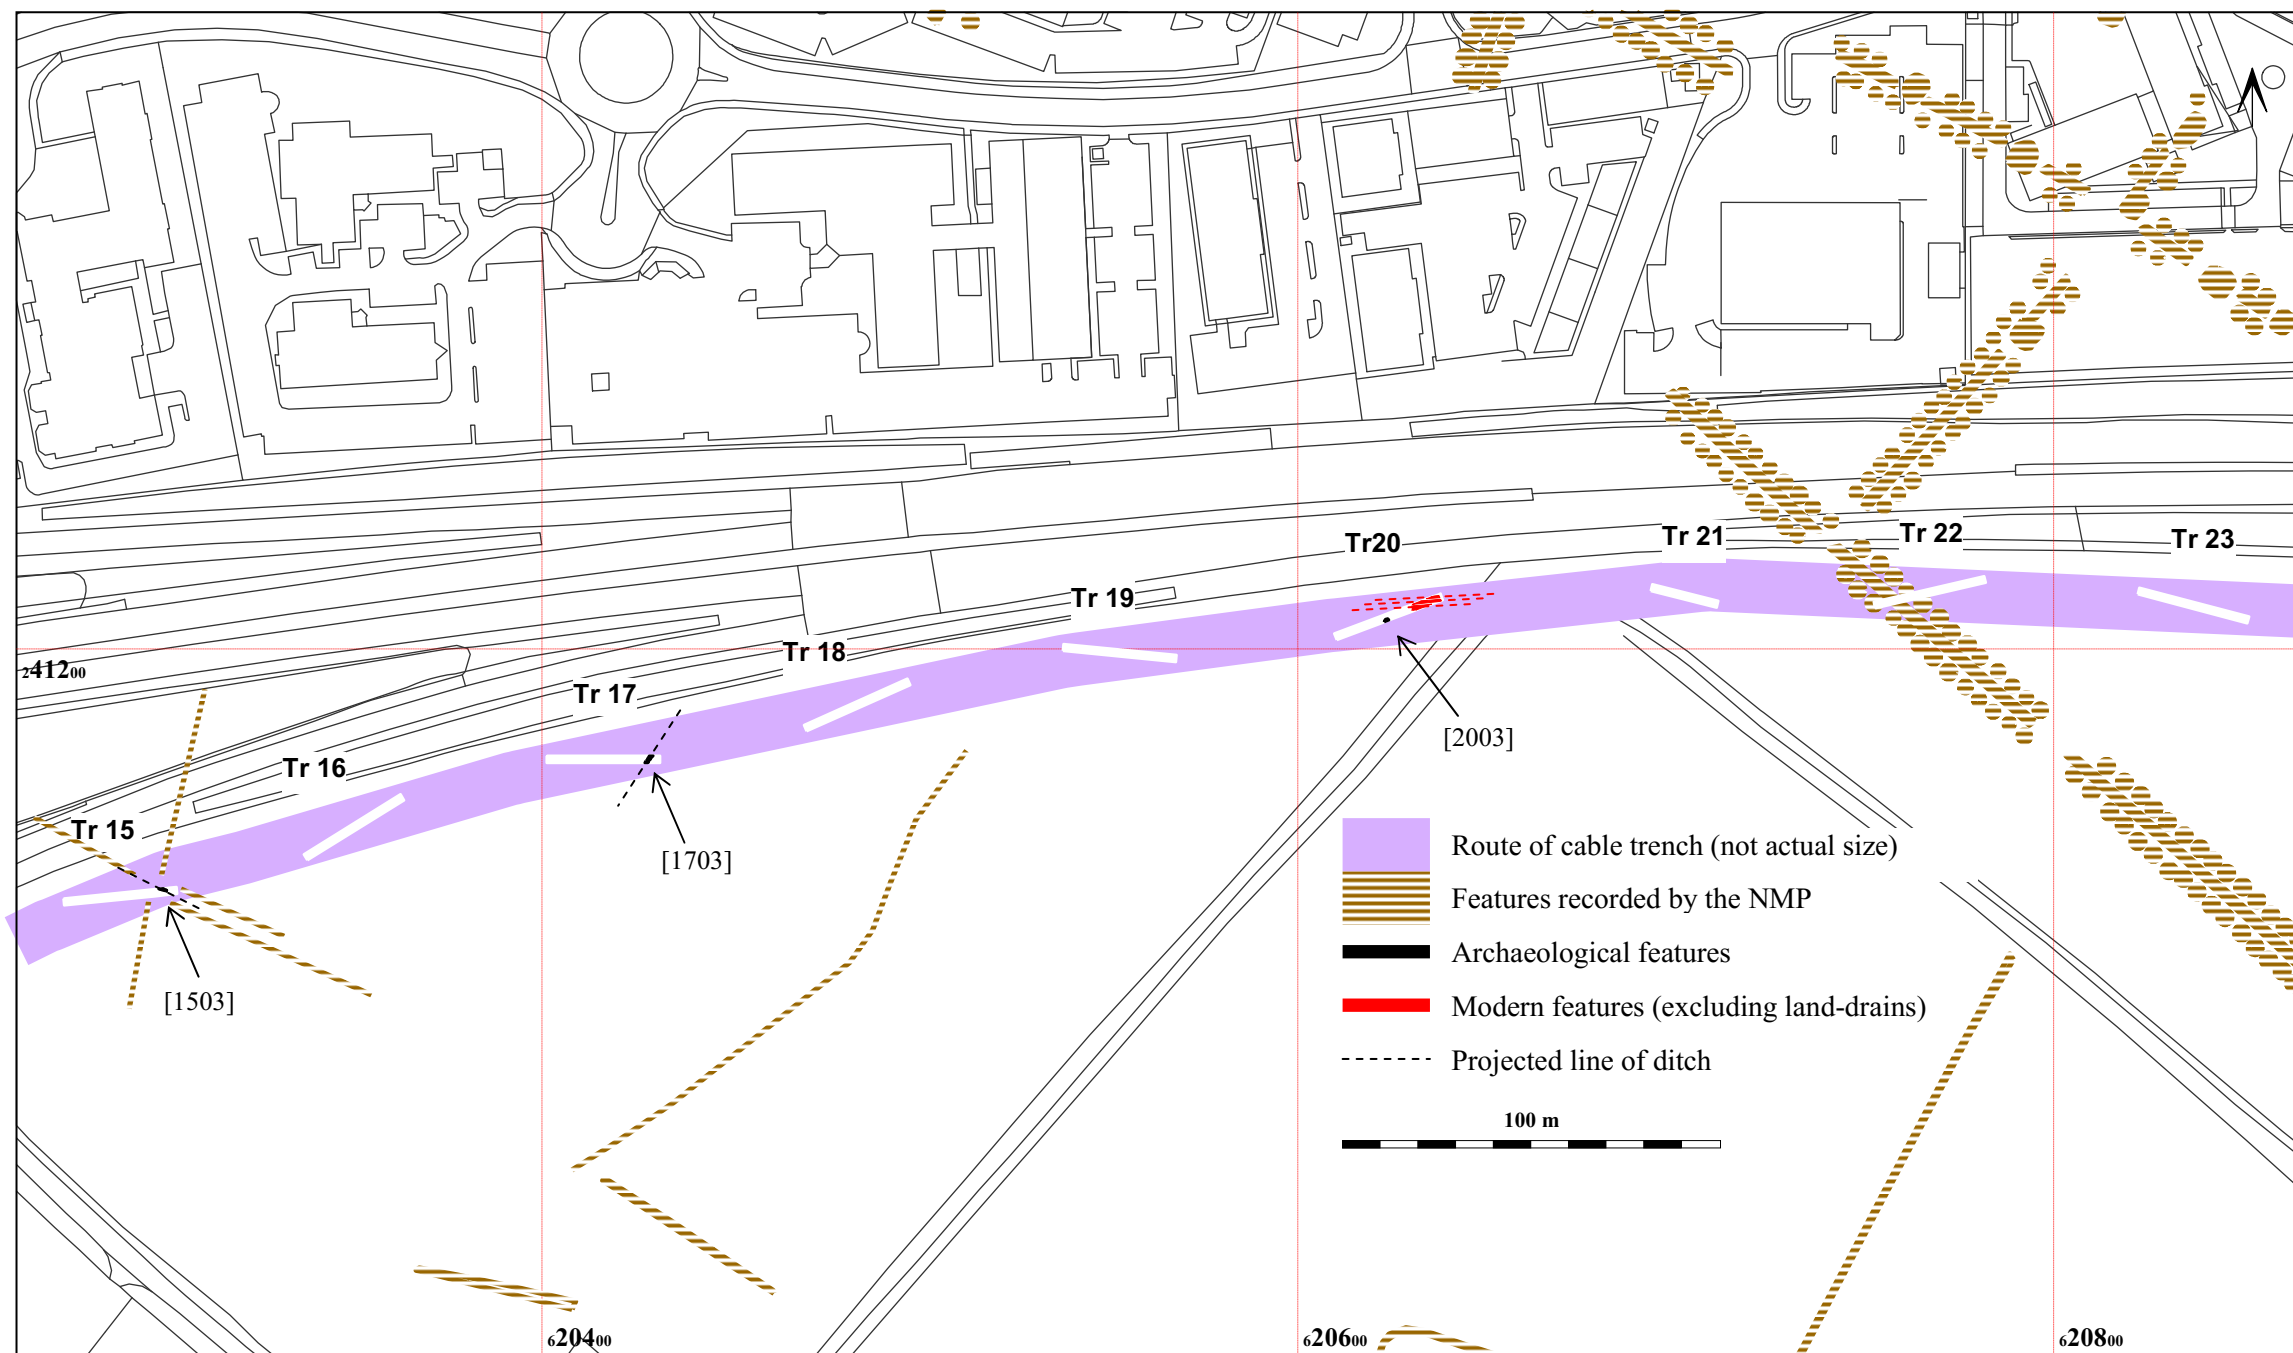 Tr 21
Tr 22
Tr 23
Tr20
Tr 19
Tr 18
241200
Tr 17
[2003]
Tr 16
Tr 15
[1703]
[1503]
Route of cable trench (not actual size)
Features recorded by the NMP
Archaeological features
Modern features (excluding land-drains)
Projected line of ditch
100 m
620400
620600
620800